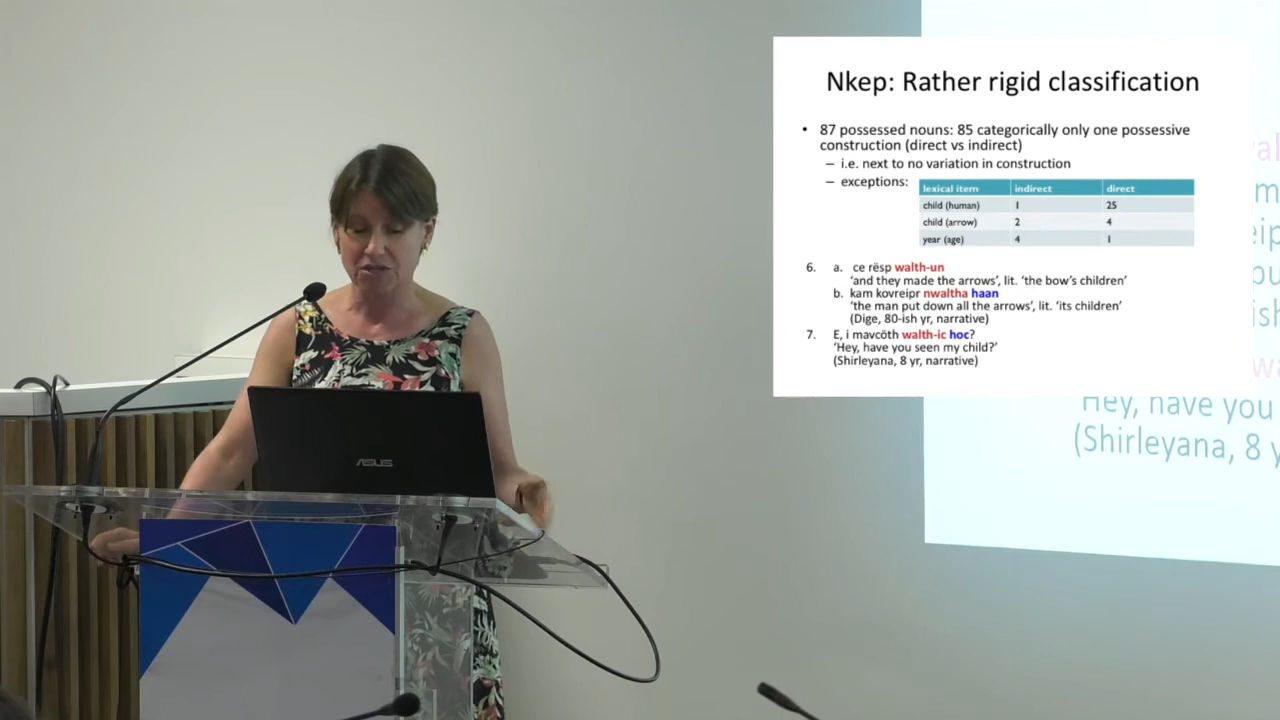 Nkep: Rather rigid classification
• 87 possessed nouns: 85 categorically only one possessive
construction (direct vs indirect)
– i.e. next to no variation in construction
– exceptions:
lexical item indirect direct
child (human) 1 25
child (arrow) 2 4
year (age) 4 1
6. a. ce rësp walth-un
‘and they made the arrows’, lit. ‘the bow’s children’
b. kam kovreipr nwaltha haan
‘the man put down all the arrows’, lit. ‘its children’
(Dige, 80-ish yr, narrative)
7. E, i mavcöth walth-ic hoc?
‘Hey, have you seen my child?’
(Shirleyana, 8 yr, narrative)
Hey, have you
(Shirleyana, 8 y
ASUS